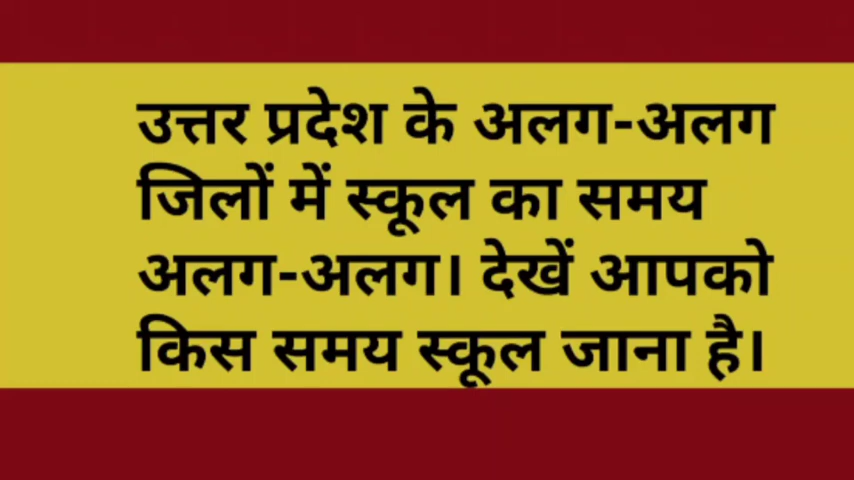 उत्तर प्रदेश के अलग-अलग
जिलों में स्कूल का समय
अलग-अलग। देखें आपको
किस समय स्कूल जाना है।